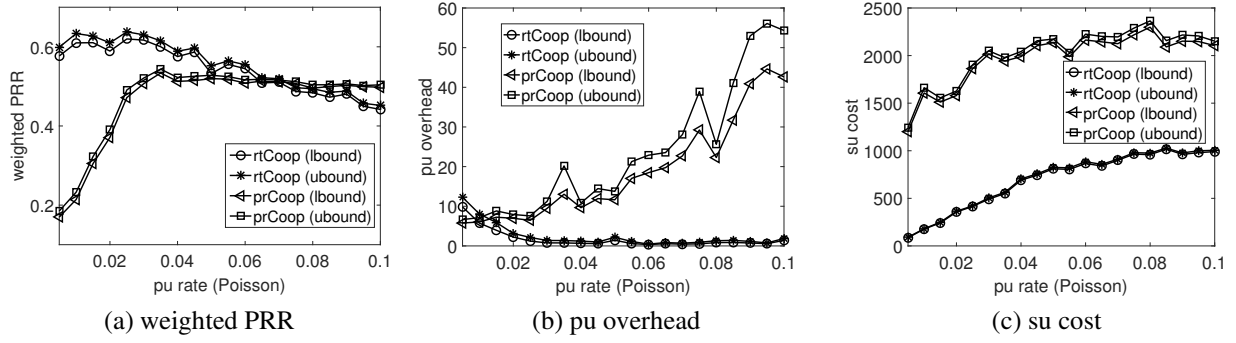 0.6
0.4
0.2
weighted PRR
0.02 0.04 0.06 0.08 0.1
pu rate (Poisson)
rtCoop (lbound)
rtCoop (ubound)
prCoop (lbound)
prCoop (ubound)
(a) weighted PRR
60
50
40
30
20
10
0
pu overhead
rtCoop (lbound)
rtCoop (ubound)
prCoop (lbound)
prCoop (ubound)
0.02 0.04 0.06 0.08 0.1
pu rate (Poisson)
(b) pu overhead
2500
2000
1500
1000
500
0
su cost
rtCoop (lbound)
rtCoop (ubound)
prCoop (lbound)
prCoop (ubound)
0.02 0.04 0.06 0.08 0.1
pu rate (Poisson)
(c) su cost